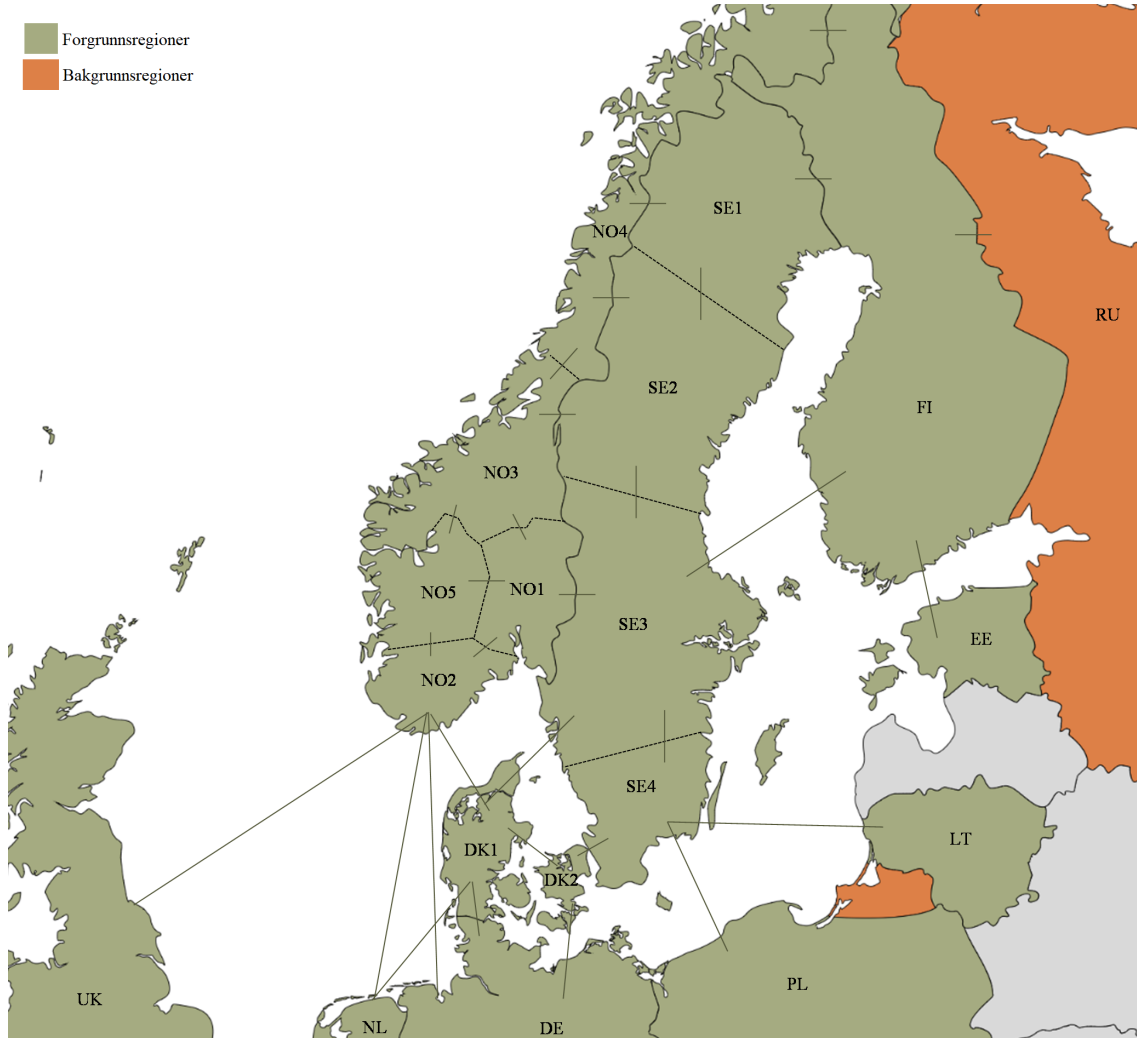 Forgrunnsregioner
Bakgrunnsregioner
SE1
NO4
RU
SE2
FI
NO3
NO5
NO1
SE3
EE
NO2
SE4
LT
DK1
DK2
PL
UK
NL
DE